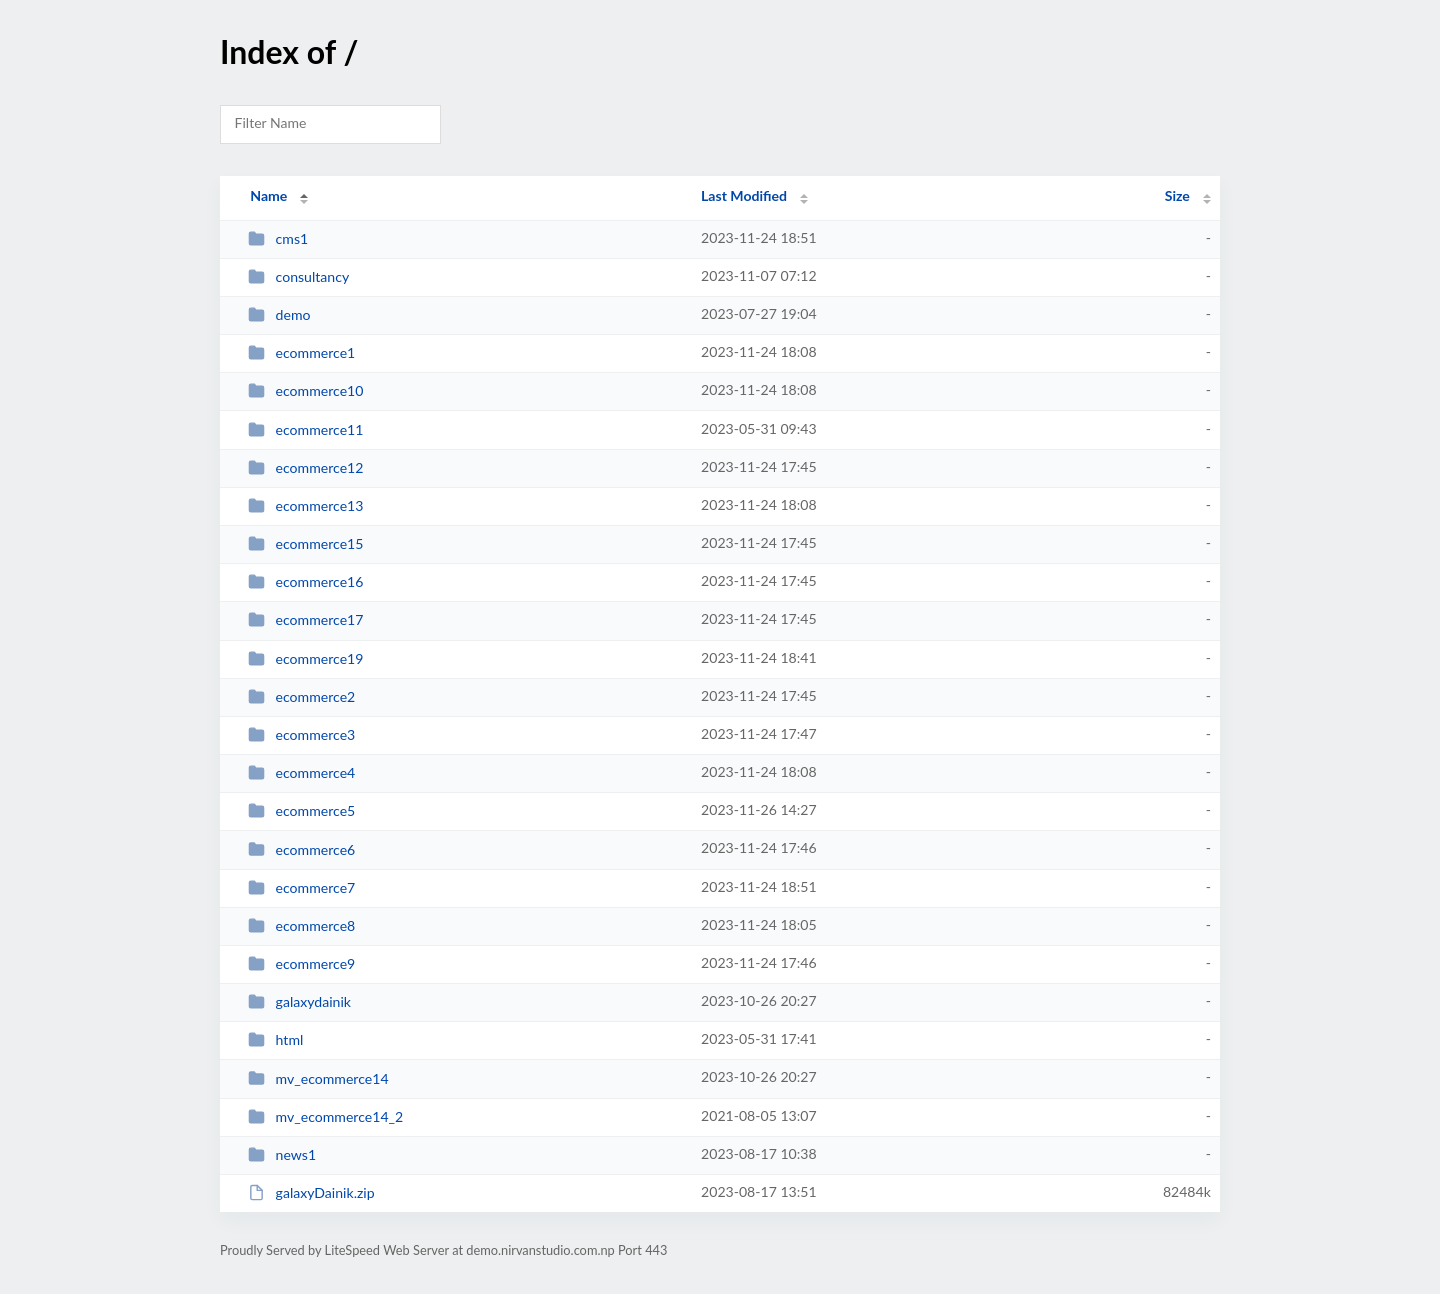 Index of /
Filter Name
Name Last Modified Size
cms1 2023-11-24 18:51 -
consultancy 2023-11-07 07:12 -
demo 2023-07-27 19:04 -
ecommerce1 2023-11-24 18:08 -
ecommerce10 2023-11-24 18:08 -
ecommerce11 2023-05-31 09:43 -
ecommerce12 2023-11-24 17:45 -
ecommerce13 2023-11-24 18:08 -
ecommerce15 2023-11-24 17:45 -
ecommerce16 2023-11-24 17:45 -
ecommerce17 2023-11-24 17:45 -
ecommerce19 2023-11-24 18:41 -
ecommerce2 2023-11-24 17:45 -
ecommerce3 2023-11-24 17:47 -
ecommerce4 2023-11-24 18:08 -
ecommerce5 2023-11-26 14:27 -
ecommerce6 2023-11-24 17:46 -
ecommerce7 2023-11-24 18:51 -
ecommerce8 2023-11-24 18:05 -
ecommerce9 2023-11-24 17:46 -
galaxydainik 2023-10-26 20:27 -
html 2023-05-31 17:41 -
mv_ecommerce14 2023-10-26 20:27 -
mv_ecommerce14_2 2021-08-05 13:07 -
news1 2023-08-17 10:38 -
galaxyDainik.zip 2023-08-17 13:51 82484k
Proudly Served by LiteSpeed Web Server at demo.nirvanstudio.com.np Port 443